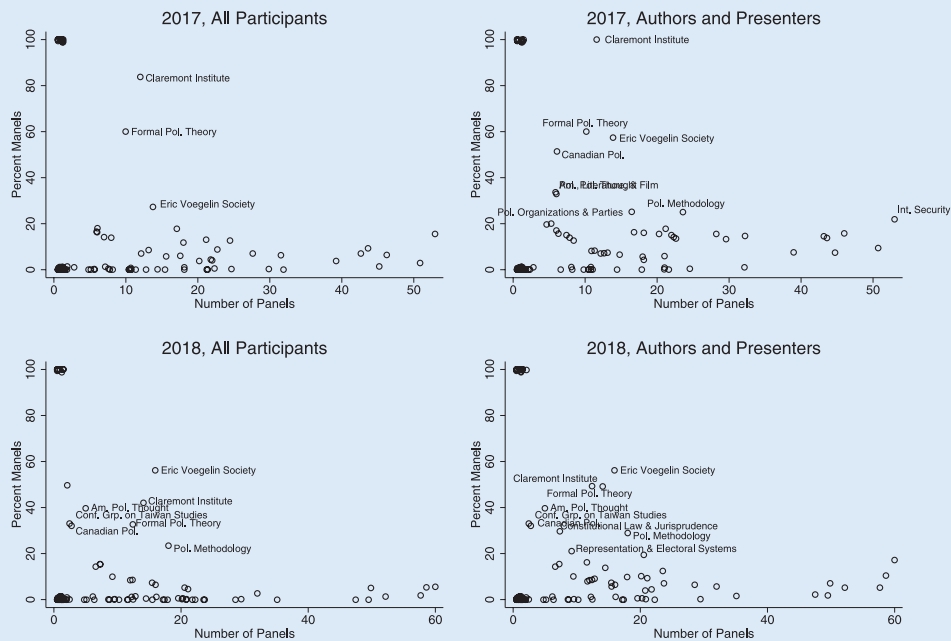 2017, All Participants
Percent Manels
100
80
60
40
20
0
Claremont Institute
Formal Pol. Theory
Eric Voegelin Society
0 10 20 30 40 50
Number of Panels
2017, Authors and Presenters
Percent Manels
100
80
60
40
20
0
Claremont Institute
Formal Pol. Theory
Eric Voegelin Society
Canadian Pol.
Pol. Organizations & Parties
Pol. Methodology
Int. Security
0 10 20 30 40 50
Number of Panels
2018, All Participants
Percent Manels
100
80
60
40
20
0
Eric Voegelin Society
Claremont Institute
Am. Pol. Thought
Conf. Grp. on Taiwan Studies
Formal Pol. Theory
Canadian Pol.
Pol. Methodology
0 20 40 60
Number of Panels
2018, Authors and Presenters
Percent Manels
100
80
60
40
20
0
Eric Voegelin Society
Claremont Institute
Formal Pol. Theory
Am. Pol. Thought
Conf. Grp. on Taiwan Studies
Canadian Pol.
Constitutional Law & Jurisprudence
Pol. Methodology
Representation & Electoral Systems
0 20 40 60
Number of Panels